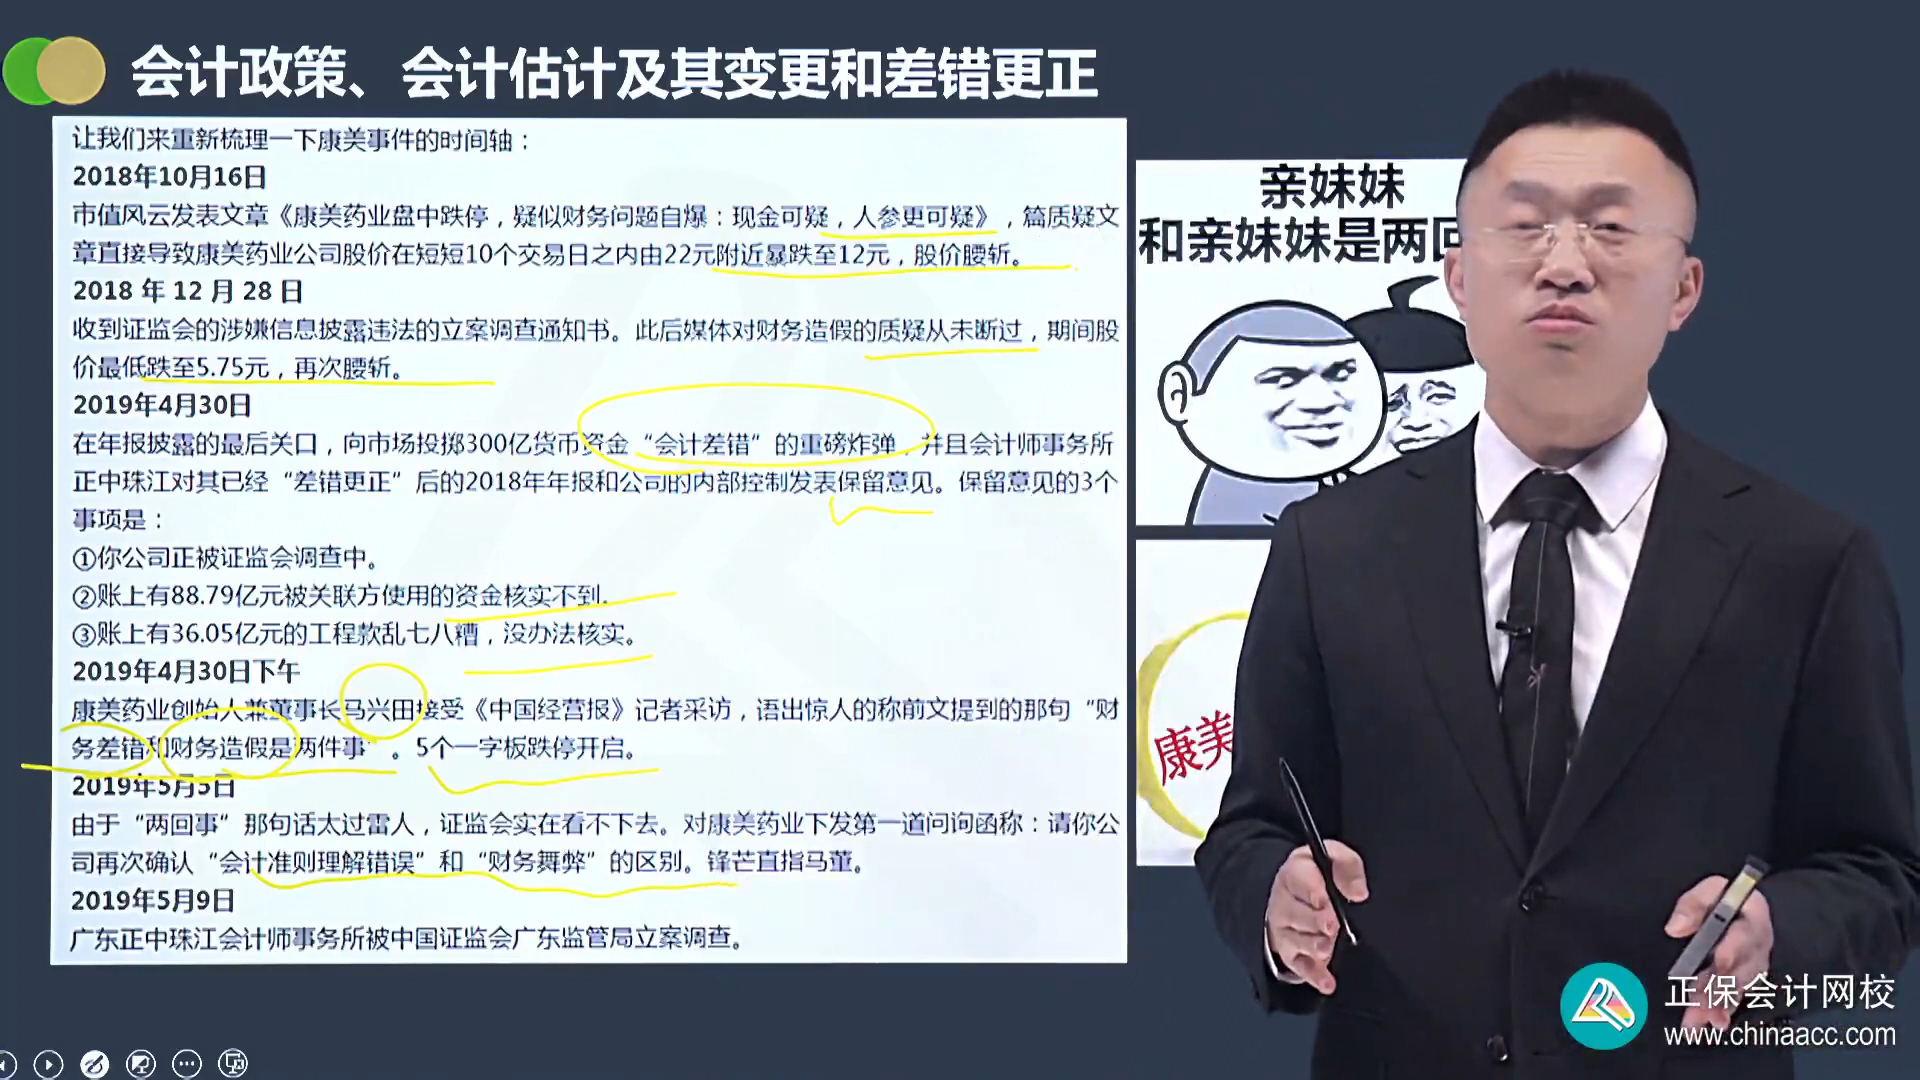 会计政策、会计估计及其变更和差错更正
让我们来重新梳理一下康美事件的时间轴：
2018年10月16日
市值风云发表文章《康美药业盘中跌停，疑似财务问题自爆：现金可疑，人参更可疑》，篇质疑文
章直接导致康美药业公司股价在短短10个交易日之内由22元附近暴跌至12元，股价腰斩。
2018 年 12 月 28 日
收到证监会的涉嫌信息披露违法的立案调查通知书。此后媒体对财务造假的质疑从未断过，期间股
价最低跌至5.75元，再次腰斩。
2019年4月30日
在年报披露的最后关口，向市场投掷300亿货币资金“会计差错”的重磅炸弹，并且会计师事务所
正中珠江对其已经“差错更正”后的2018年年报和公司的内部控制发表保留意见。保留意见的3个
事项是：
①你公司正被证监会调查中。
②账上有88.79亿元被关联方使用的资金核实不到.
③账上有36.05亿元的工程款乱七八糟，没办法核实。
2019年4月30日下午
康美药业创始人兼董事长马兴田接受《中国经营报》记者采访，语出惊人的称前文提到的那句“财
务差错和财务造假是两件事”。5个一字板跌停开启。
2019年5月5日
由于“两回事”那句话太过雷人，证监会实在看不下去。对康美药业下发第一道问询函称：请你公
司再次确认“会计准则理解错误”和“财务舞弊”的区别。锋芒直指马董。
2019年5月9日
广东正中珠江会计师事务所被中国证监会广东监管局立案调查。
亲妹妹
和亲妹妹是两回
康美
正保会计网校
www.chinaacc.com